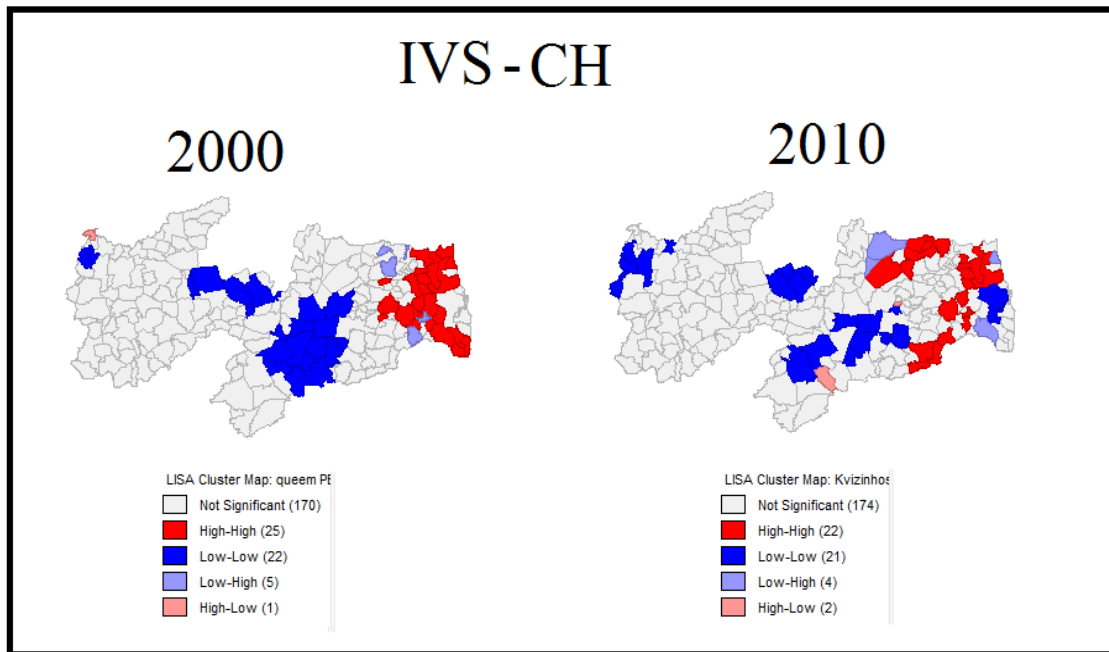 IVS - CH
2000
2010
LISA Cluster Map: queem PE
Not Significant (170)
High-High (25)
Low-Low (22)
Low-High (5)
High-Low (1)
LISA Cluster Map: Kvizinhos
Not Significant (174)
High-High (22)
Low-Low (21)
Low-High (4)
High-Low (2)